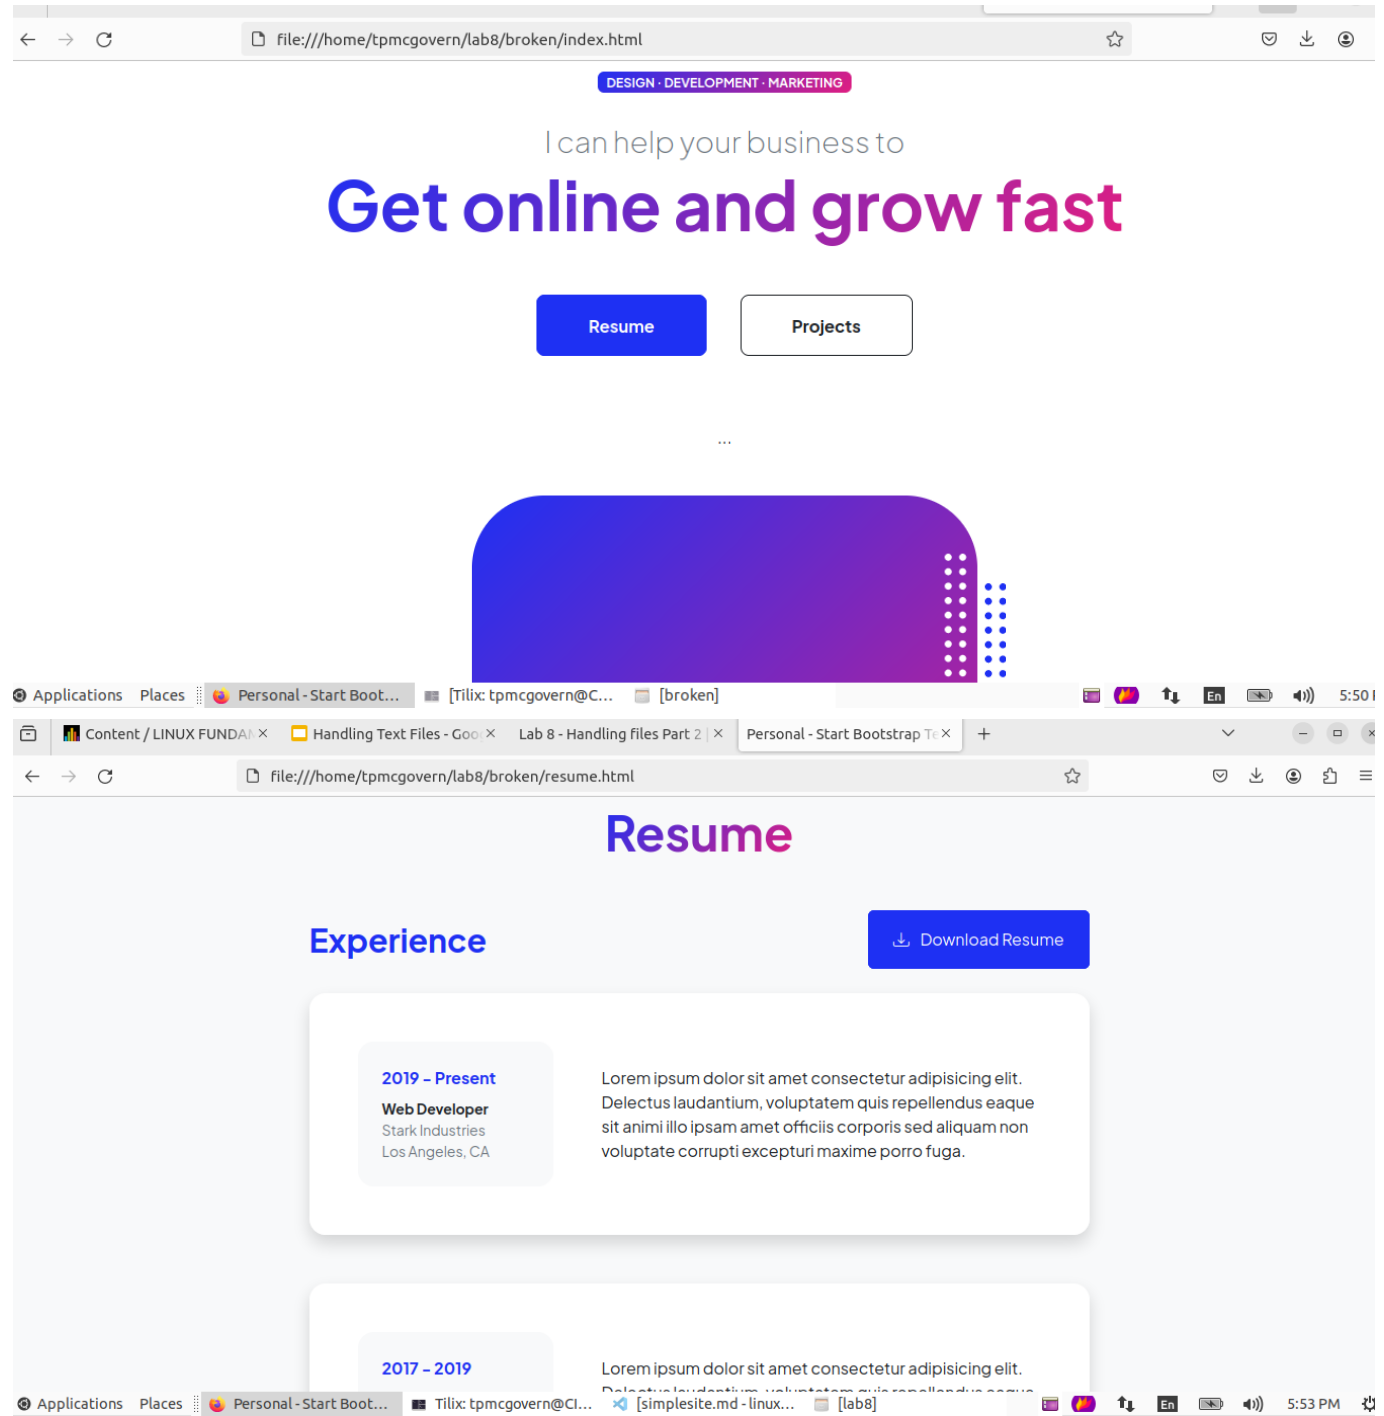 file:///home/tpmcgovern/lab8/broken/index.html
DESIGN · DEVELOPMENT · MARKETING
I can help your business to
Get online and grow fast
Resume
Projects
...
Applications Places Personal - Start Boot... [Tilix: tpmcgovern@C... [broken] En 5:50
Content / LINUX FUNDA Handling Text Files - Goo Lab 8 - Handling files Part 2 | Personal - Start Bootstrap Te
file:///home/tpmcgovern/lab8/broken/resume.html
Resume
Experience
Download Resume
2019 - Present
Web Developer
Stark Industries
Los Angeles, CA
Lorem ipsum dolor sit amet consectetur adipisicing elit.
Delectus laudantium, voluptatem quis repellendus eaque
sit animi illo ipsam amet officiis corporis sed aliquam non
voluptate corrupti excepturi maxime porro fuga.
2017 - 2019
Lorem ipsum dolor sit amet consectetur adipisicing elit.
Applications Places Personal - Start Boot... Tilix: tpmcgovern@Cl... [simplesite.md - linux... [lab8] En 5:53 PM